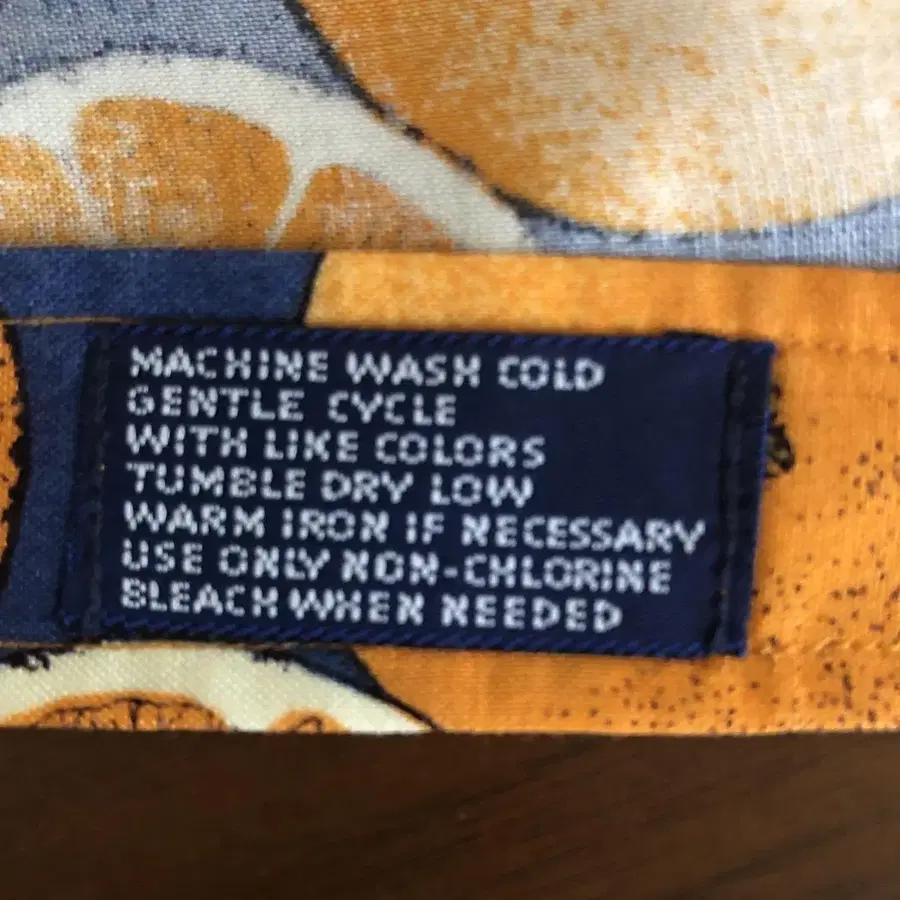 MACHINE WASH COLD
GENTLE CYCLE
WITH LIKE COLORS
TUMBLE DRY LOW
WARM IRON IF NECESSARY
USE ONLY NON-CHLORINE
BLEACH WHEN NEEDED